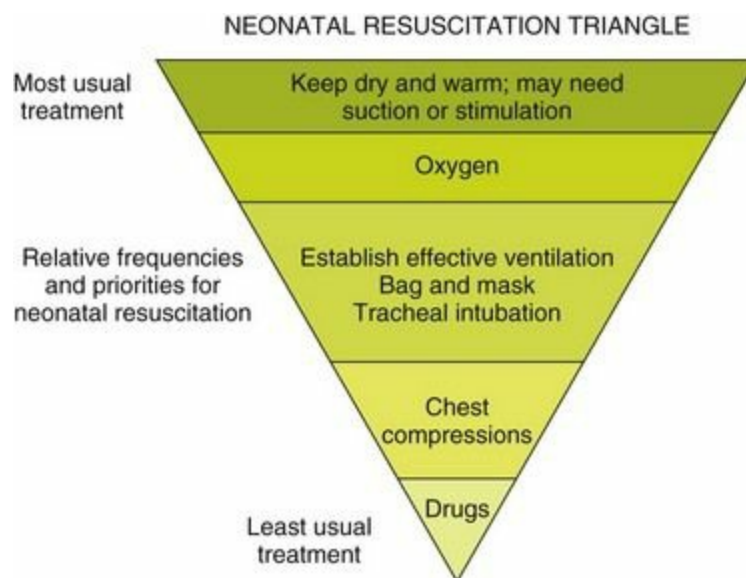 NEONATAL RESUSCITATION TRIANGLE
Most usual
treatment
Keep dry and warm; may need
suction or stimulation
Oxygen
Relative frequencies
and priorities for
neonatal resuscitation
Establish effective ventilation
Bag and mask
Tracheal intubation
Chest
compressions
Drugs
Least usual
treatment